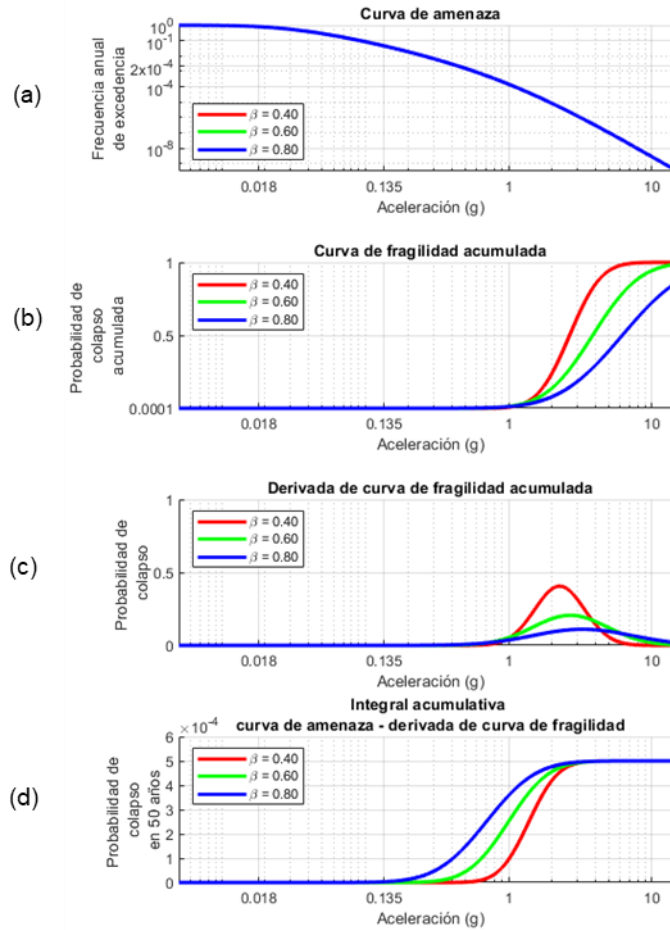 (a)
Curva de amenaza
Frecuencia anual
de excedencia
10^0
10^-1
2x10^-4
10^-4
10^-8
β = 0.40
β = 0.60
β = 0.80
0.018
0.135
1
10
Aceleración (g)
(b)
Curva de fragilidad acumulada
Probabilidad de
colapso
acumulada
1
0.5
0.0001
β = 0.40
β = 0.60
β = 0.80
0.018
0.135
1
10
Aceleración (g)
(c)
Derivada de curva de fragilidad acumulada
Probabilidad de
colapso
1
0.5
0
β = 0.40
β = 0.60
β = 0.80
0.018
0.135
1
10
Aceleración (g)
(d)
Integral acumulativa
curva de amenaza - derivada de curva de fragilidad
Probabilidad de
colapso
en 50 años
× 10^-4
6
5
4
3
2
1
0
β = 0.40
β = 0.60
β = 0.80
0.018
0.135
1
10
Aceleración (g)